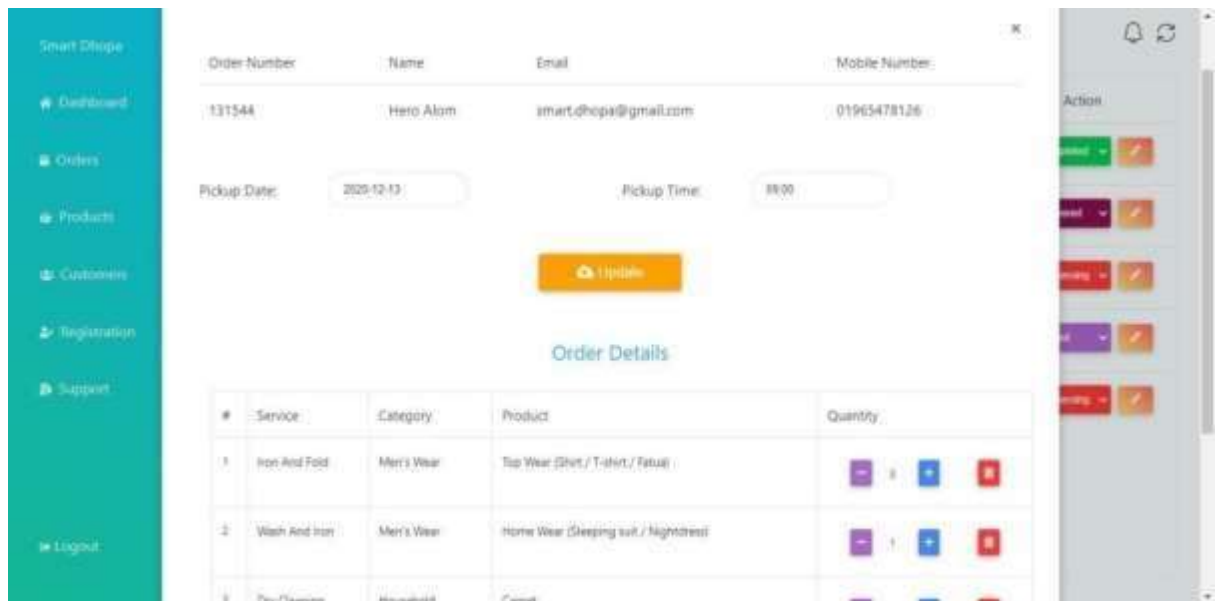 Smart Dhopa
Dashboard
Orders
Products
Customers
Registration
Support
Logout
×
Order Number Name Email Mobile Number
131544 Hero Alom smart.dhopa@gmail.com 01965478126
Pickup Date: 2020-12-13 Pickup Time: 09:00
Update
Order Details
# Service Category Product Quantity
1 Iron And Fold Men's Wear Top Wear (Shirt / T-shirt / Fatua)
2 Wash And Iron Men's Wear Home Wear (Sleeping suit / Nightdress) 1
3 Dry Cleaning Household Carpet
Action